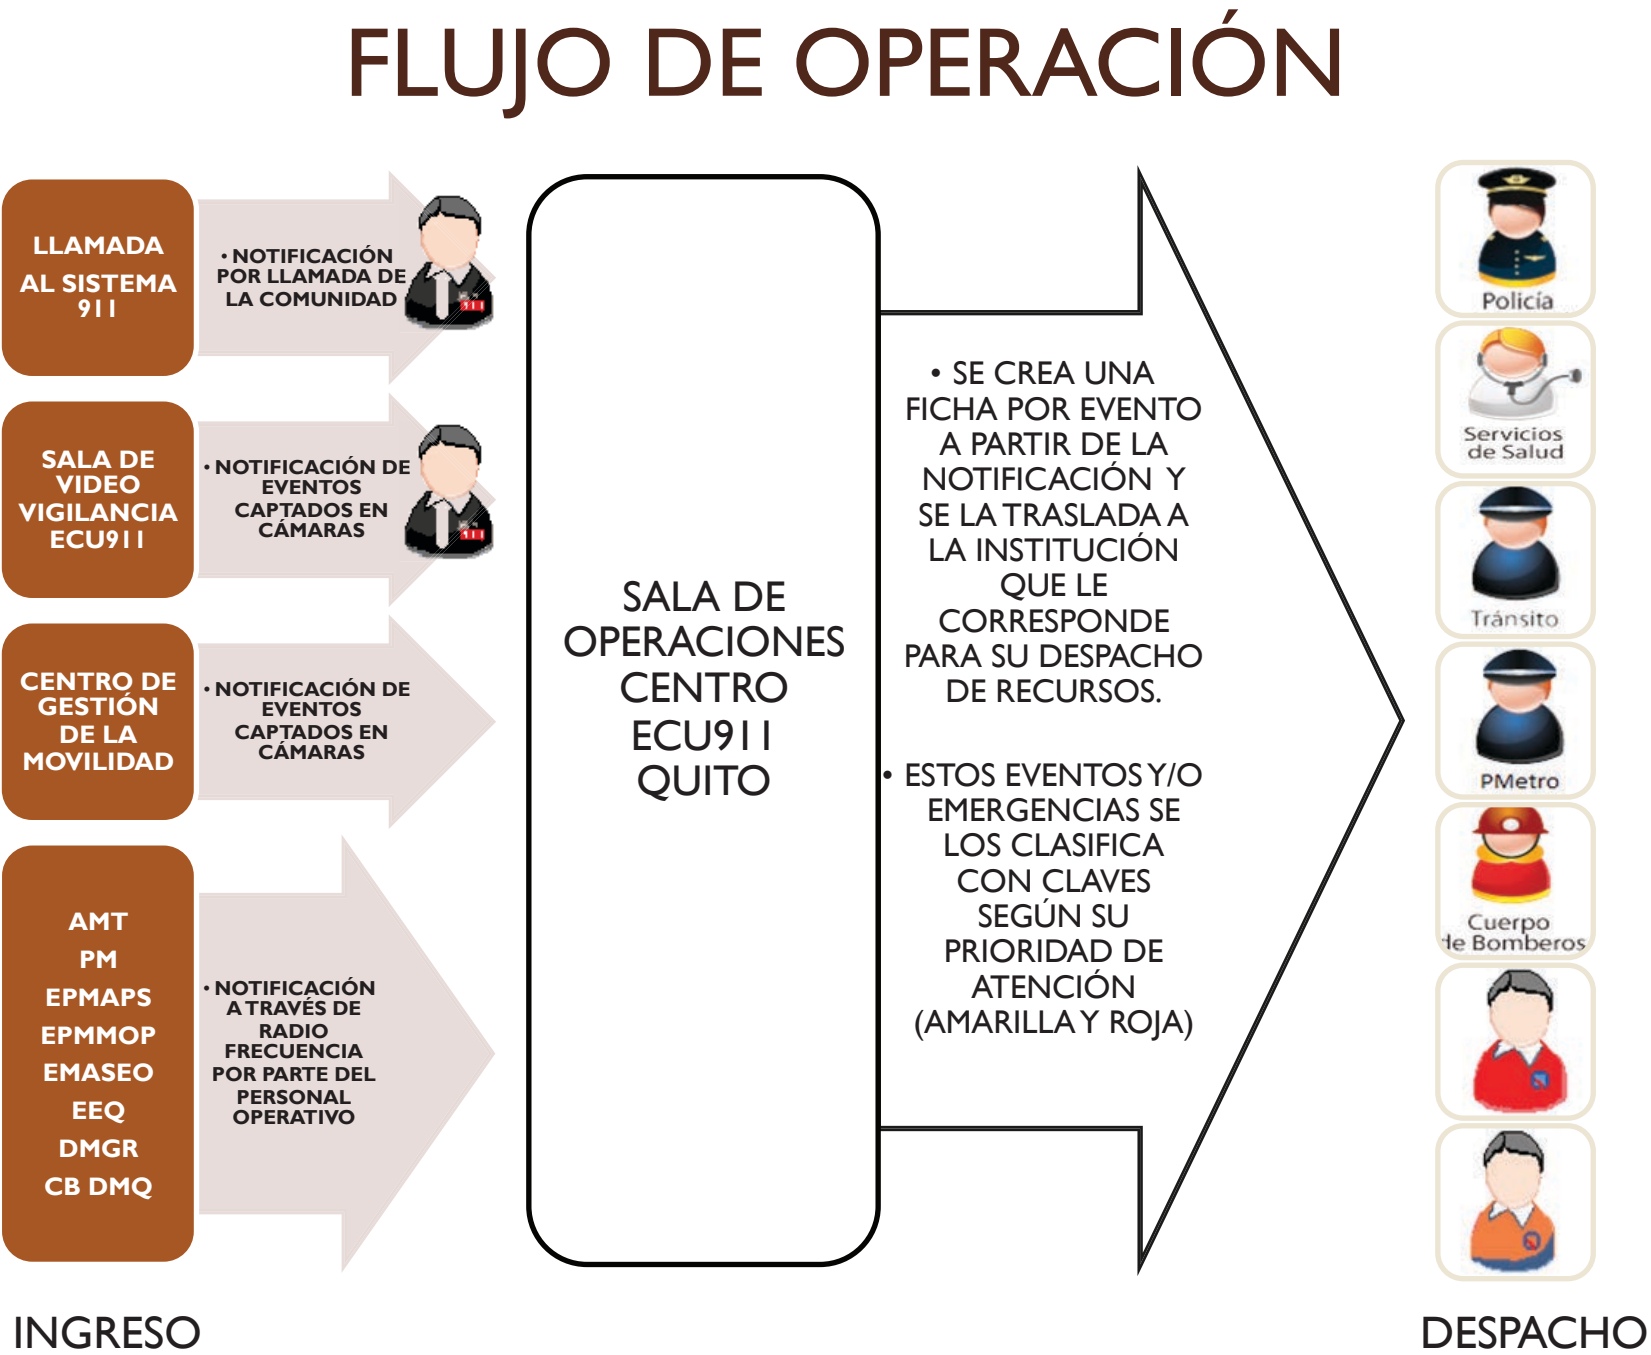 FLUJO DE OPERACIÓN
LLAMADA
AL SISTEMA
911
• NOTIFICACIÓN
POR LLAMADA DE
LA COMUNIDAD
911
SALA DE
VIDEO
VIGILANCIA
ECU911
• NOTIFICACIÓN DE
EVENTOS
CAPTADOS EN
CÁMARAS
911
CENTRO DE
GESTIÓN
DE LA
MOVILIDAD
• NOTIFICACIÓN DE
EVENTOS
CAPTADOS EN
CÁMARAS
AMT
PM
EPMAPS
EPMMOP
EMASEO
EEQ
DMGR
CB DMQ
• NOTIFICACIÓN
A TRAVÉS DE
RADIO
FRECUENCIA
POR PARTE DEL
PERSONAL
OPERATIVO
SALA DE
OPERACIONES
CENTRO
ECU911
QUITO
• SE CREA UNA
FICHA POR EVENTO
A PARTIR DE LA
NOTIFICACIÓN Y
SE LA TRASLADA A
LA INSTITUCIÓN
QUE LE
CORRESPONDE
PARA SU DESPACHO
DE RECURSOS.
• ESTOS EVENTOS Y/O
EMERGENCIAS SE
LOS CLASIFICA
CON CLAVES
SEGÚN SU
PRIORIDAD DE
ATENCIÓN
(AMARILLA Y ROJA)
Policía
Servicios
de Salud
Tránsito
PMetro
Cuerpo
de Bomberos
INGRESO
DESPACHO